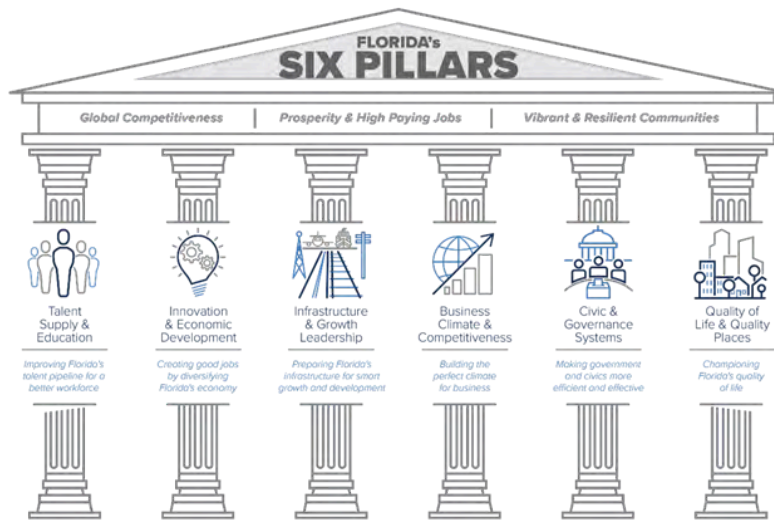 FLORIDA's
SIX PILLARS
Global Competitiveness | Prosperity & High Paying Jobs | Vibrant & Resilient Communities
Talent
Supply &
Education
Improving Florida's
talent pipeline for a
better workforce
Innovation
& Economic
Development
Creating good jobs
by diversifying
Florida's economy
Infrastructure
& Growth
Leadership
Preparing Florida's
infrastructure for smart
growth and development
Business
Climate &
Competitiveness
Building the
perfect climate
for business
Civic &
Governance
Systems
Making government
and civics more
efficient and effective
Quality of
Life & Quality
Places
Championing
Florida's quality
of life